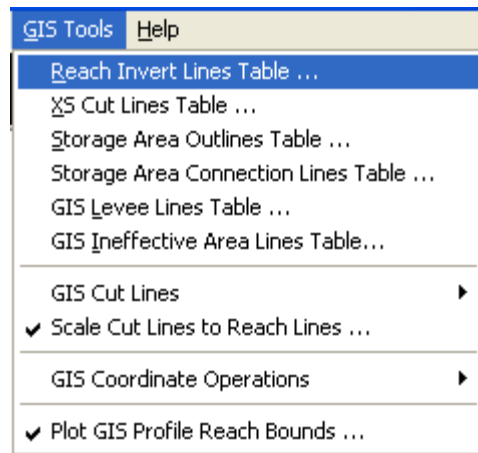 GIS Tools Help
Reach Invert Lines Table ...
XS Cut Lines Table ...
Storage Area Outlines Table ...
Storage Area Connection Lines Table ...
GIS Levee Lines Table ...
GIS Ineffective Area Lines Table...
GIS Cut Lines
Scale Cut Lines to Reach Lines ...
GIS Coordinate Operations
Plot GIS Profile Reach Bounds ...